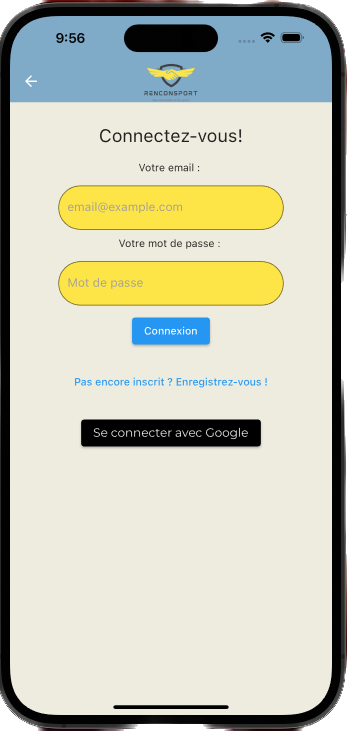 9:56
RENCONSPORT
Connectez-vous!
Votre email :
email@example.com
Votre mot de passe :
Mot de passe
Connexion
Pas encore inscrit ? Enregistrez-vous !
Se connecter avec Google